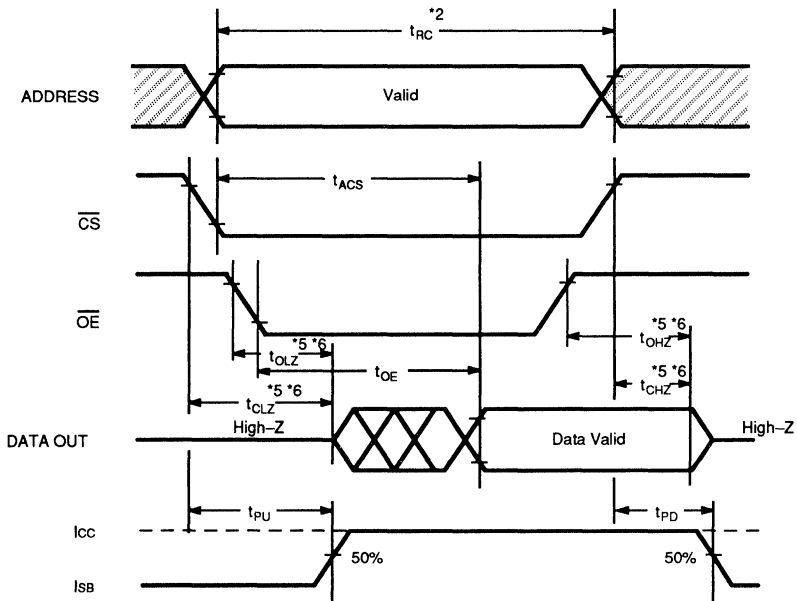 *2
tRC
ADDRESS
Valid
tACS
CS
OE
*5 *6
tOLZ
*5 *6
tOHZ
tOE
*5 *6
tCLZ
*5 *6
tCHZ
DATA OUT
High–Z
Data Valid
High–Z
tPU
tPD
ICC
50%
50%
ISB